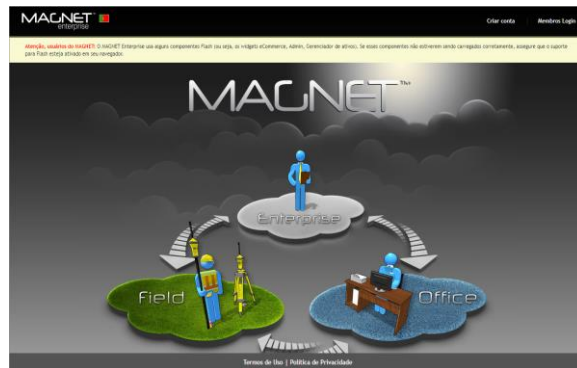 MAGNET
enterprise
Criar conta
Membros Login
Atenção, usuários do MAGNET: O MAGNET Enterprise usa alguns componentes Flash (ou seja, os widgets eCommerce, Admin, Gerenciador de ativos). Se esses componentes não estiverem sendo carregados corretamente, assegure que o suporte
para Flash esteja ativado em seu navegador.
MAGNET
Enterprise
Field
Office
Termos de Uso | Política de Privacidade